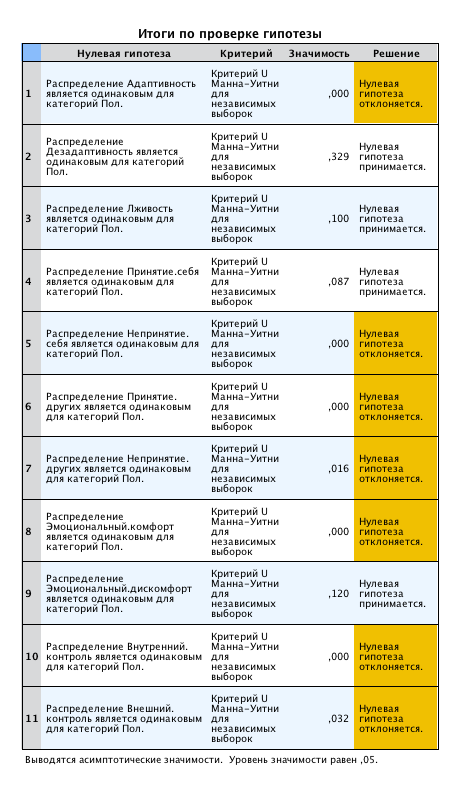 Итоги по проверке гипотезы
Нулевая гипотеза Критерий Значимость Решение
1 Распределение Адаптивность является одинаковым для категорий Пол. Критерий U Манна-Уитни для независимых выборок ,000 Нулевая гипотеза отклоняется.
2 Распределение Дезадаптивность является одинаковым для категорий Пол. Критерий U Манна-Уитни для независимых выборок ,329 Нулевая гипотеза принимается.
3 Распределение Лживость является одинаковым для категорий Пол. Критерий U Манна-Уитни для независимых выборок ,100 Нулевая гипотеза принимается.
4 Распределение Принятие.себя является одинаковым для категорий Пол. Критерий U Манна-Уитни для независимых выборок ,087 Нулевая гипотеза принимается.
5 Распределение Непринятие. себя является одинаковым для категорий Пол. Критерий U Манна-Уитни для независимых выборок ,000 Нулевая гипотеза отклоняется.
6 Распределение Принятие. других является одинаковым для категорий Пол. Критерий U Манна-Уитни для независимых выборок ,000 Нулевая гипотеза отклоняется.
7 Распределение Непринятие. других является одинаковым для категорий Пол. Критерий U Манна-Уитни для независимых выборок ,016 Нулевая гипотеза отклоняется.
8 Распределение Эмоциональный.комфорт является одинаковым для категорий Пол. Критерий U Манна-Уитни для независимых выборок ,000 Нулевая гипотеза отклоняется.
9 Распределение Эмоциональный.дискомфорт является одинаковым для категорий Пол. Критерий U Манна-Уитни для независимых выборок ,120 Нулевая гипотеза принимается.
10 Распределение Внутренний. контроль является одинаковым для категорий Пол. Критерий U Манна-Уитни для независимых выборок ,000 Нулевая гипотеза отклоняется.
11 Распределение Внешний. контроль является одинаковым для категорий Пол. Критерий U Манна-Уитни для независимых выборок ,032 Нулевая гипотеза отклоняется.
Выводятся асимптотические значимости. Уровень значимости равен ,05.